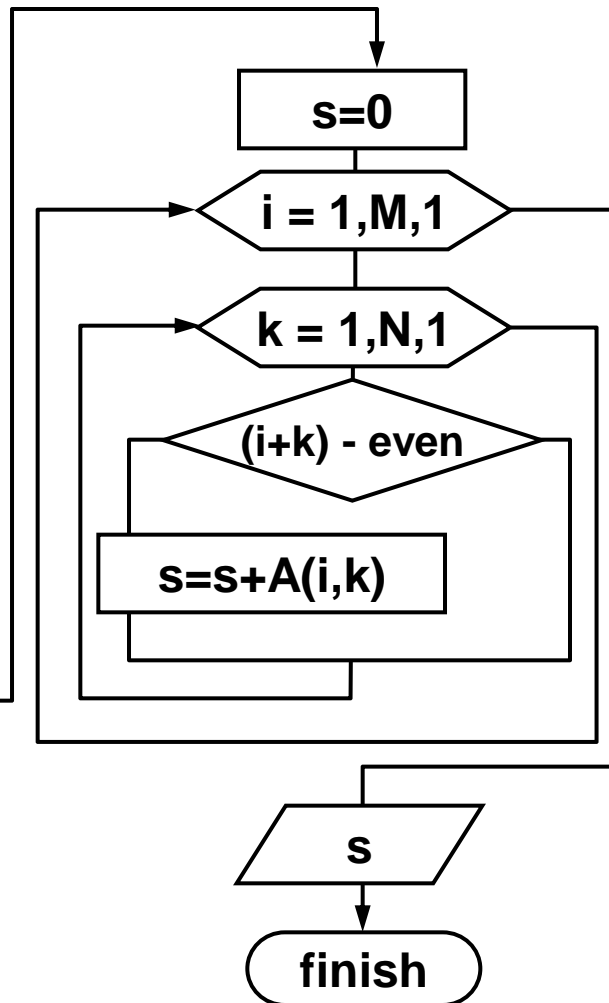 s=0
i = 1,M,1
k = 1,N,1
(i+k) - even
s=s+A(i,k)
s
finish